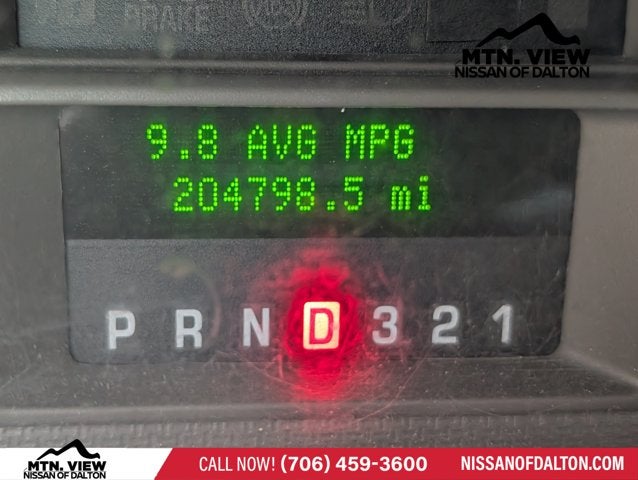 BRAKE
MTN. VIEW
NISSAN OF DALTON
9.8 AVG MPG
204798.5 mi
P R N D 3 2 1
MTN. VIEW
NISSAN OF DALTON
CALL NOW! (706) 459-3600
NISSANOFDALTON.COM